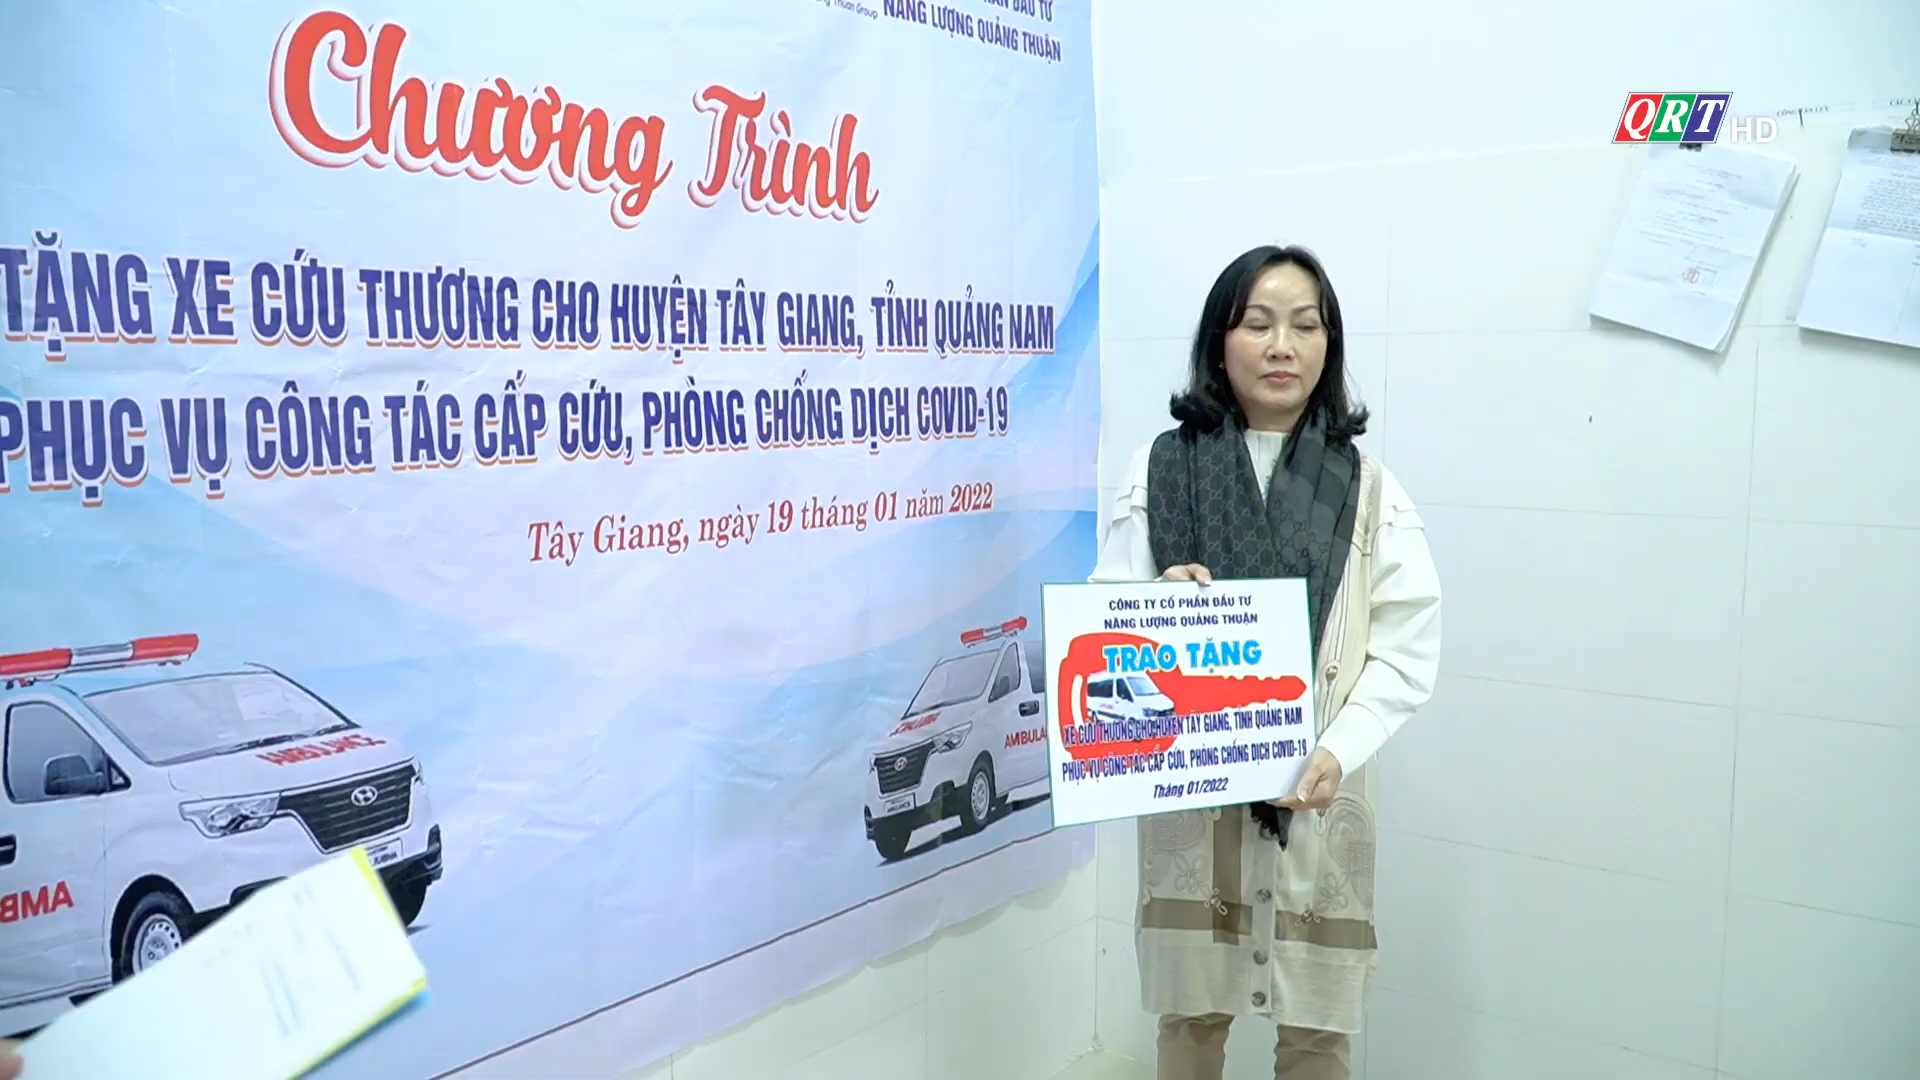 NĂNG LƯỢNG QUẢNG THUẬN
Chương Trình
TẶNG XE CỨU THƯƠNG CHO HUYỆN TÂY GIANG, TỈNH QUẢNG NAM
PHỤC VỤ CÔNG TÁC CẤP CỨU, PHÒNG CHỐNG DỊCH COVID-19
Tây Giang, ngày 19 tháng 01 năm 2022
QRT HD
CÔNG TY CỔ PHẦN ĐẦU TƯ
NĂNG LƯỢNG QUẢNG THUẬN
TRAO TẶNG
XE CỨU THƯƠNG CHO HUYỆN TÂY GIANG, TỈNH QUẢNG NAM
PHỤC VỤ CÔNG TÁC CẤP CỨU, PHÒNG CHỐNG DỊCH COVID-19
Tháng 01/2022